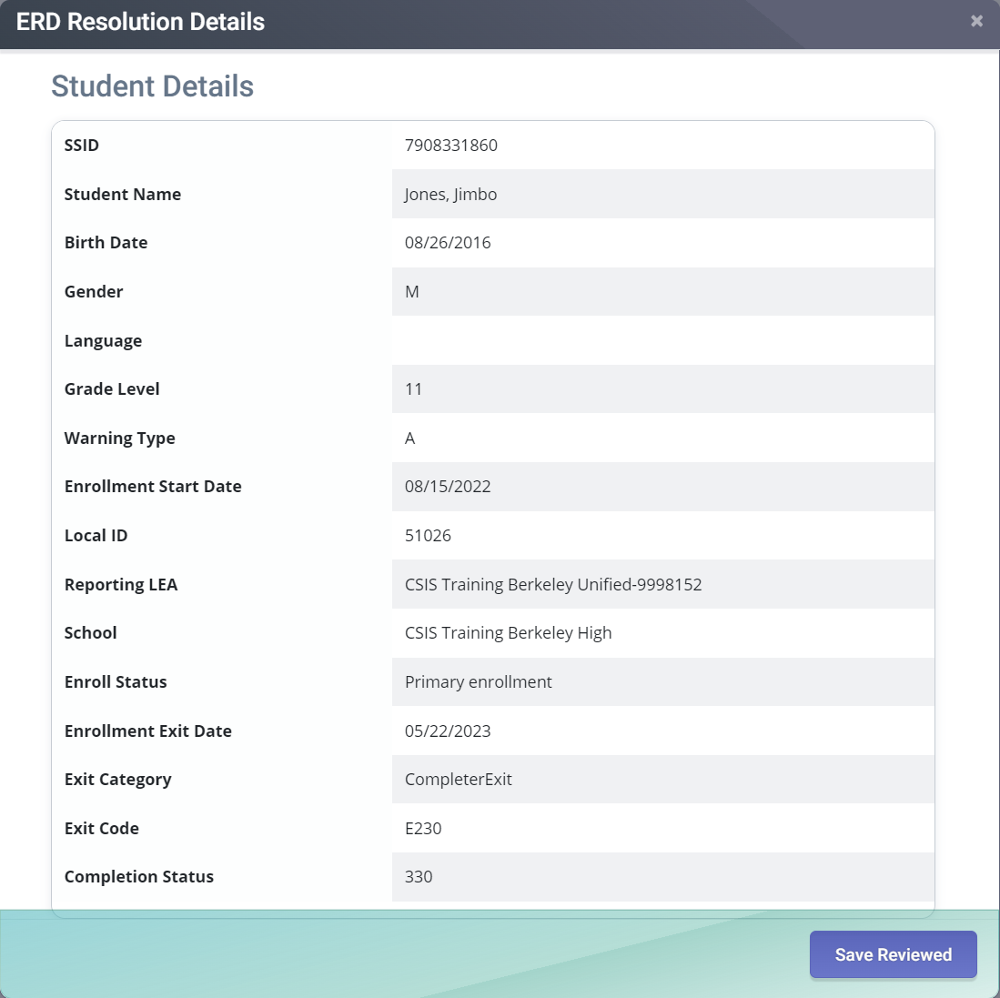 ERD Resolution Details
Student Details
SSID 7908331860
Student Name Jones, Jimbo
Birth Date 08/26/2016
Gender M
Language
Grade Level 11
Warning Type A
Enrollment Start Date 08/15/2022
Local ID 51026
Reporting LEA CSIS Training Berkeley Unified-9998152
School CSIS Training Berkeley High
Enroll Status Primary enrollment
Enrollment Exit Date 05/22/2023
Exit Category CompleterExit
Exit Code E230
Completion Status 330
Save Reviewed